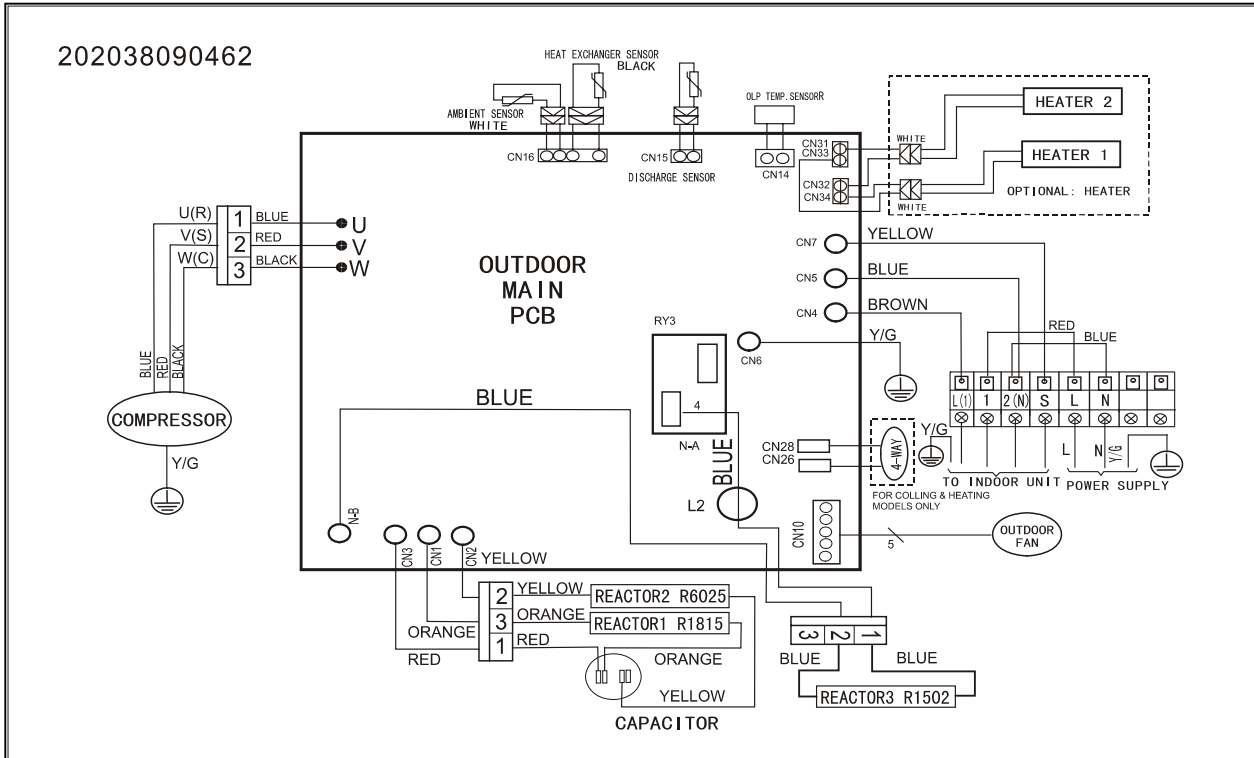 202038090462
HEAT EXCHANGER SENSOR
BLACK
AMBIENT SENSOR
WHITE
OLP TEMP. SENSORR
CN16
CN15
CN14
DISCHARGE SENSOR
CN31
CN33
CN32
CN34
WHITE
WHITE
HEATER 2
HEATER 1
OPTIONAL: HEATER
U(R)
V(S)
W(C)
1
2
3
BLUE
RED
BLACK
U
V
W
OUTDOOR
MAIN
PCB
CN7
YELLOW
CN5
BLUE
CN4
BROWN
RY3
CN6
Y/G
RED
BLUE
L(1)
1
2(N)
S
L
N
Y/G
L
N
Y/G
TO INDOOR UNIT
POWER SUPPLY
BLUE
RED
BLACK
COMPRESSOR
Y/G
BLUE
4
N-A
BLUE
L2
CN28
CN26
4-WAY
FOR COLLING & HEATING
MODELS ONLY
CN10
5
OUTDOOR
FAN
N-B
CN3
CN1
CN2
YELLOW
2
3
1
YELLOW
REACTOR2 R6025
ORANGE
REACTOR1 R1815
ORANGE
RED
RED
ORANGE
YELLOW
CAPACITOR
3
2
1
BLUE
BLUE
REACTOR3 R1502